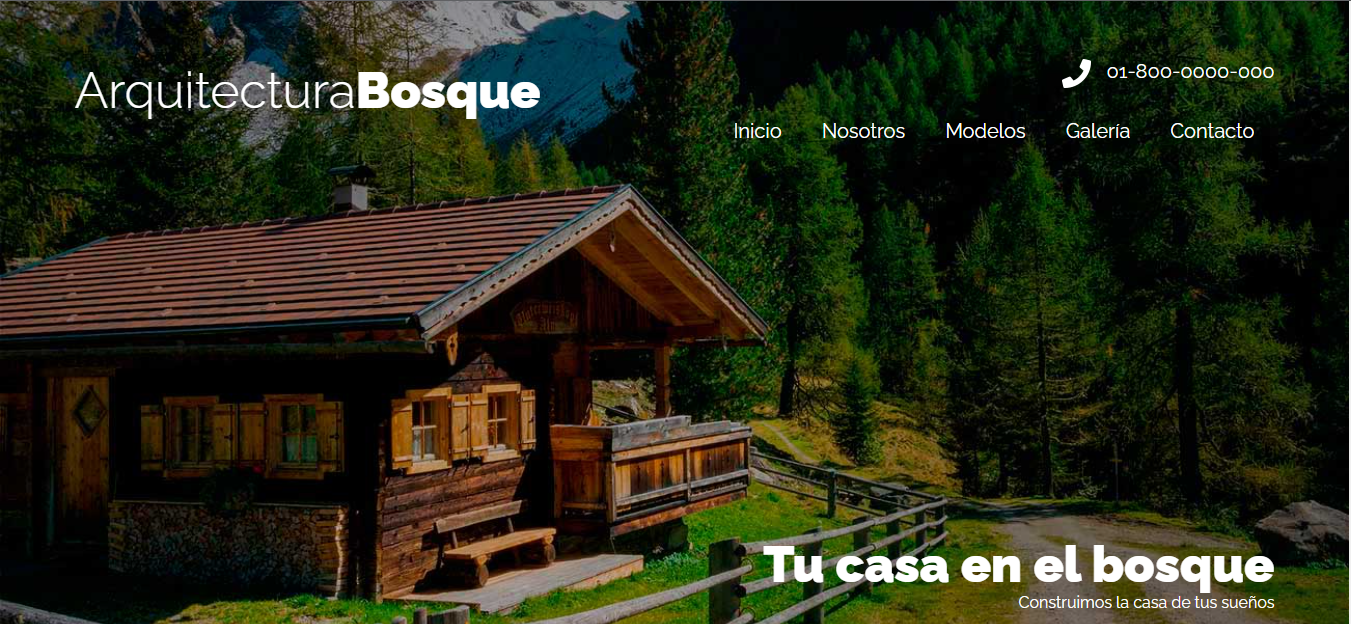 ArquitecturaBosque
01-800-0000-000
Inicio Nosotros Modelos Galería Contacto
Tu casa en el bosque
Construimos la casa de tus sueños